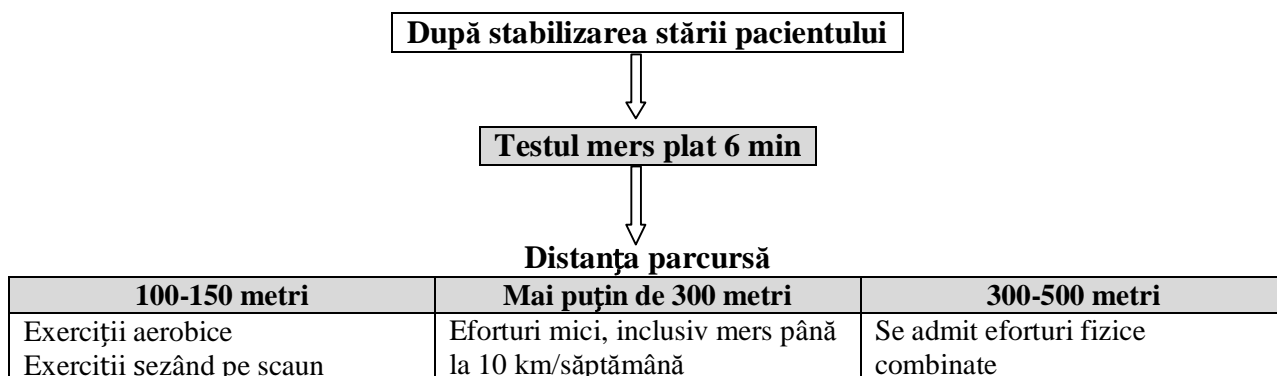 După stabilizarea stării pacientului
Testul mers plat 6 min
Distanţa parcursă
100-150 metri
Mai puţin de 300 metri
300-500 metri
Exerciţii aerobice
Exerciţii şezând pe scaun
Eforturi mici, inclusiv mers până
la 10 km/săptămână
Se admit eforturi fizice
combinate